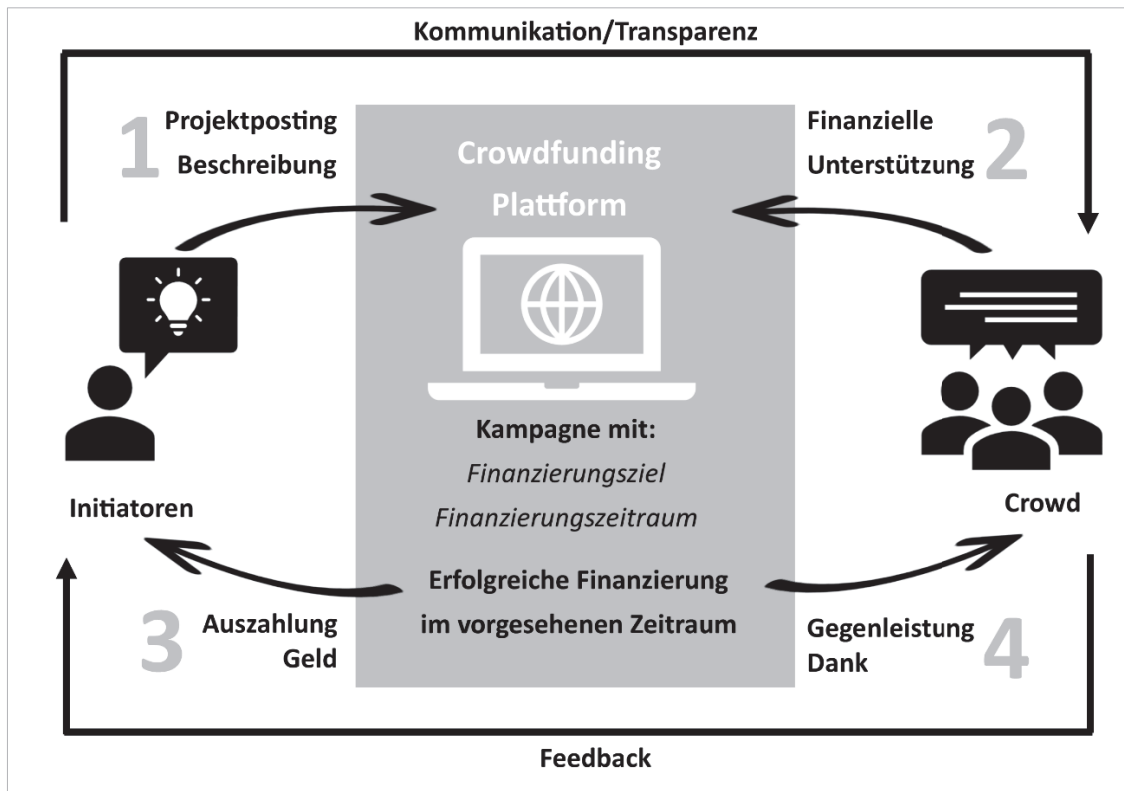 Kommunikation/Transparenz
1
Projektposting
Beschreibung
Crowdfunding
Plattform
Finanzielle
Unterstützung
2
Kampagne mit:
Finanzierungsziel
Finanzierungszeitraum
Initiatoren
Crowd
Erfolgreiche Finanzierung
im vorgesehenen Zeitraum
3
Auszahlung
Geld
Gegenleistung
Dank
4
Feedback